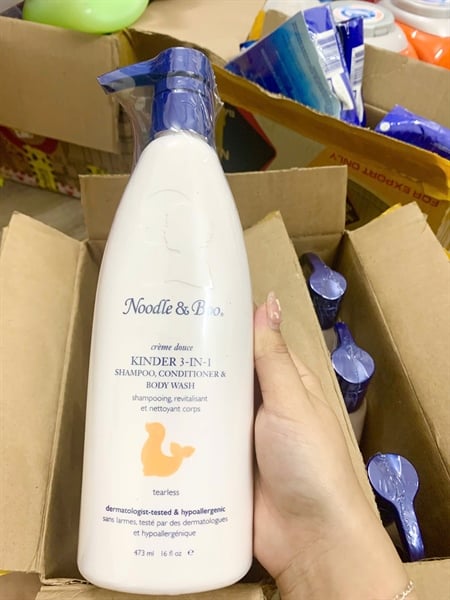 FOR EXPORT ONLY
Noodle & Boo®
crème douce
KINDER 3-IN-1
SHAMPOO, CONDITIONER &
BODY WASH
shampooing, revitalisant
et nettoyant corps
tearless
dermatologist-tested & hypoallergenic
sans larmes, testé par des dermatologues
et hypoallergénique
473 ml 16 fl oz ℮